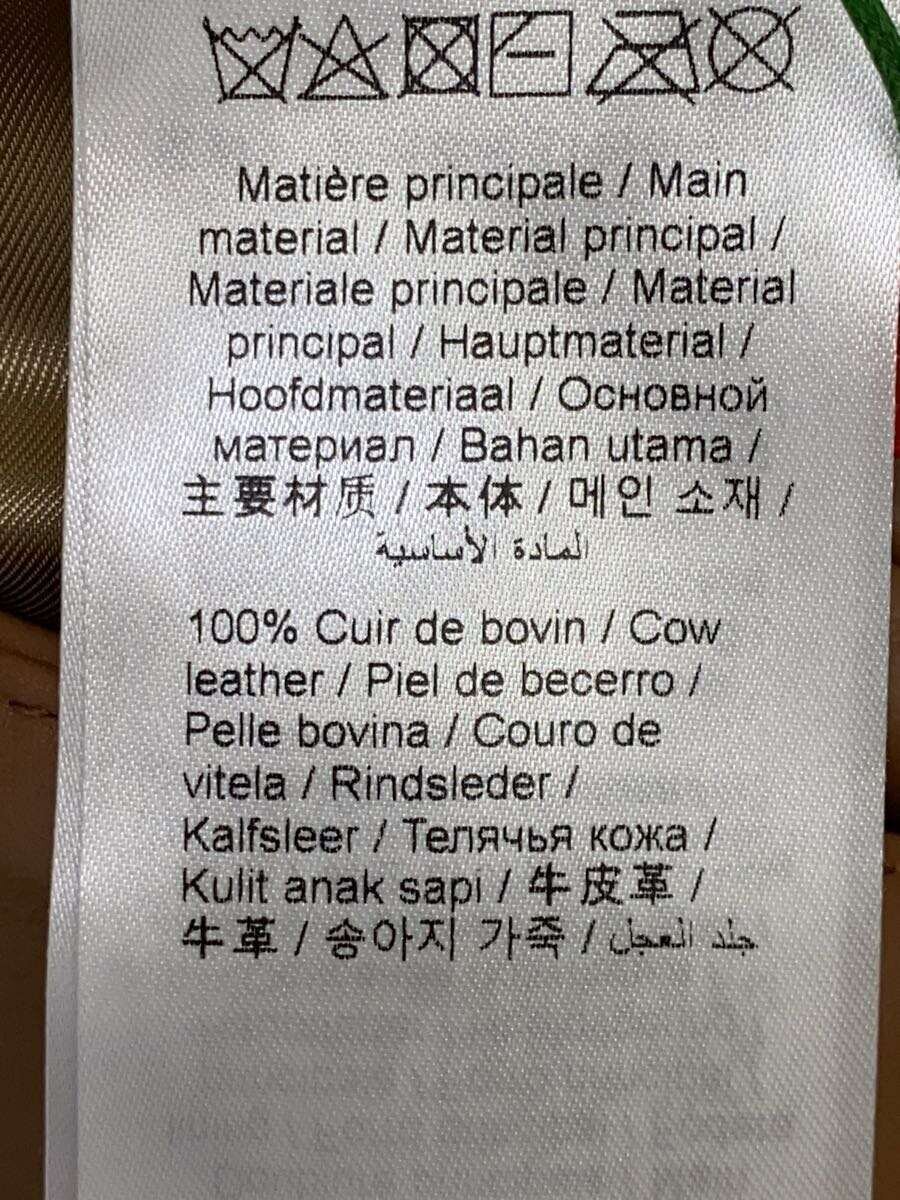 Matière principale / Main
material / Material principal /
Materiale principale / Material
principal / Hauptmaterial /
Hoofdmateriaal / Основной
материал / Bahan utama /
主要材质 / 本体 / 메인 소재 /
المادة الأساسية
100% Cuir de bovin / Cow
leather / Piel de becerro /
Pelle bovina / Couro de
vitela / Rindsleder /
Kalfsleer / Телячья кожа /
Kulit anak sapi / 牛皮革 /
牛革 / 송아지 가죽 / جلد العجل